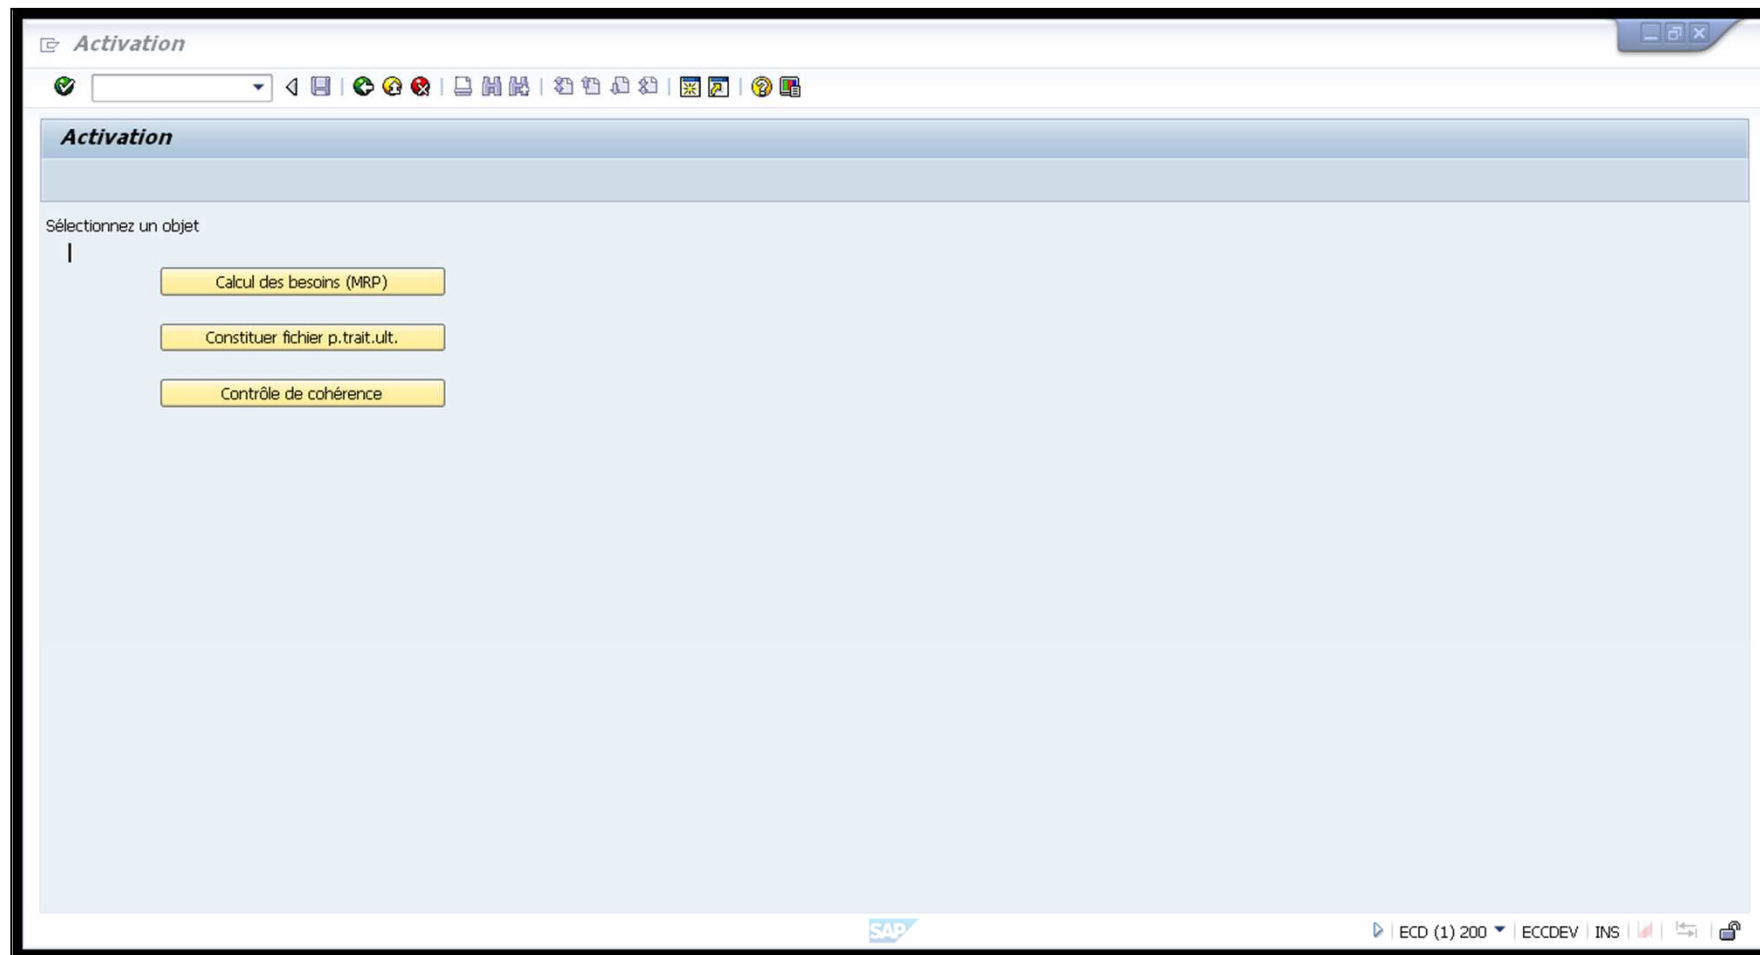 Activation
Activation
Sélectionnez un objet
Calcul des besoins (MRP)
Constituer fichier p.trait.ult.
Contrôle de cohérence
SAP
ECD (1) 200 ECCDEV INS